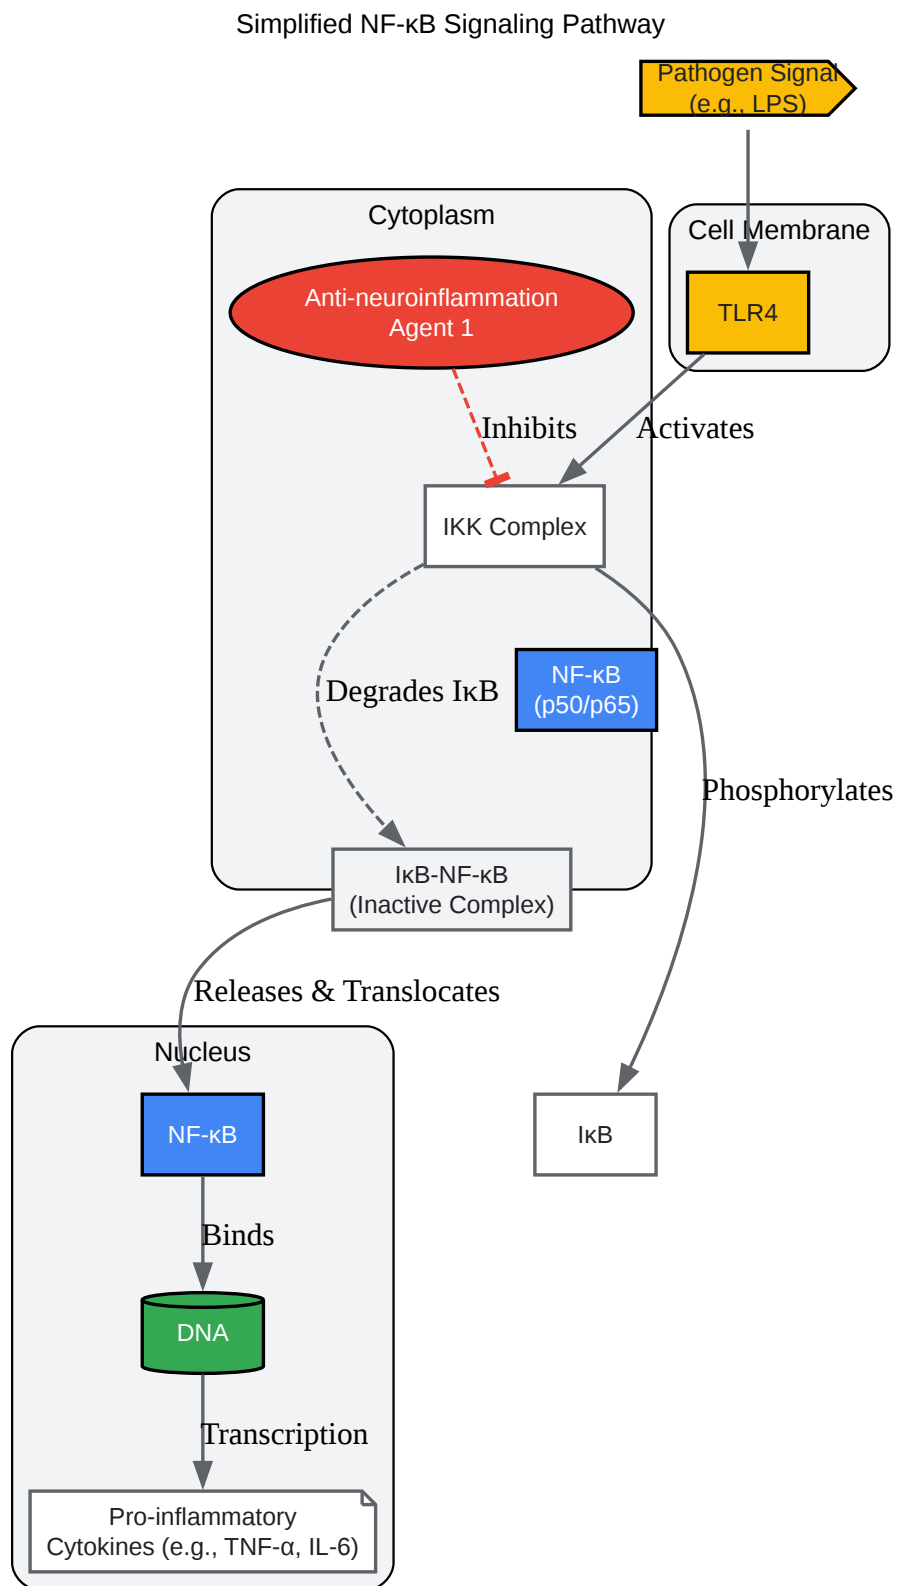 Simplified NF-κB Signaling Pathway
Pathogen Signal
(e.g., LPS)
Cytoplasm
Cell Membrane
Anti-neuroinflammation
Agent 1
TLR4
Inhibits
Activates
IKK Complex
NF-κB
(p50/p65)
Degrades IκB
Phosphorylates
IκB-NF-κB
(Inactive Complex)
Releases & Translocates
Nucleus
NF-κB
IκB
Binds
DNA
Transcription
Pro-inflammatory
Cytokines (e.g., TNF-α, IL-6)